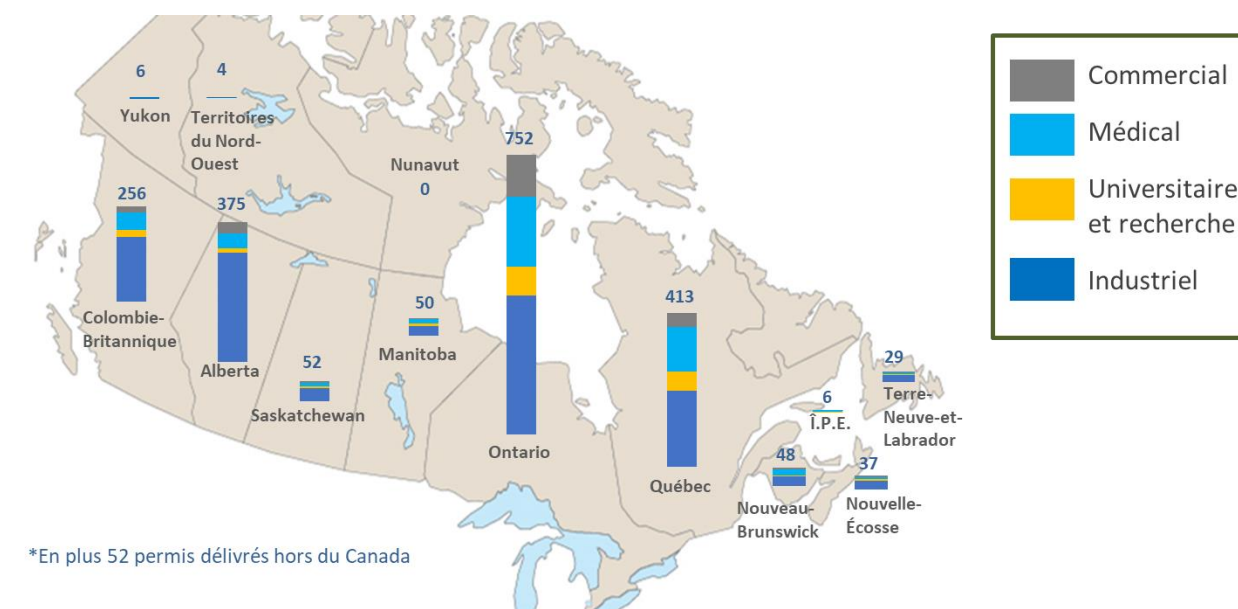 6
Yukon
4
Territoires
du Nord-
Ouest
Nunavut
0
752
256
Colombie-
Britannique
375
Alberta
52
Saskatchewan
50
Manitoba
Ontario
413
Québec
29
Terre-
Neuve-et-
Labrador
6
Î.P.E.
48
Nouveau-
Brunswick
37
Nouvelle-
Écosse
*En plus 52 permis délivrés hors du Canada
Commercial
Médical
Universitaire
et recherche
Industriel